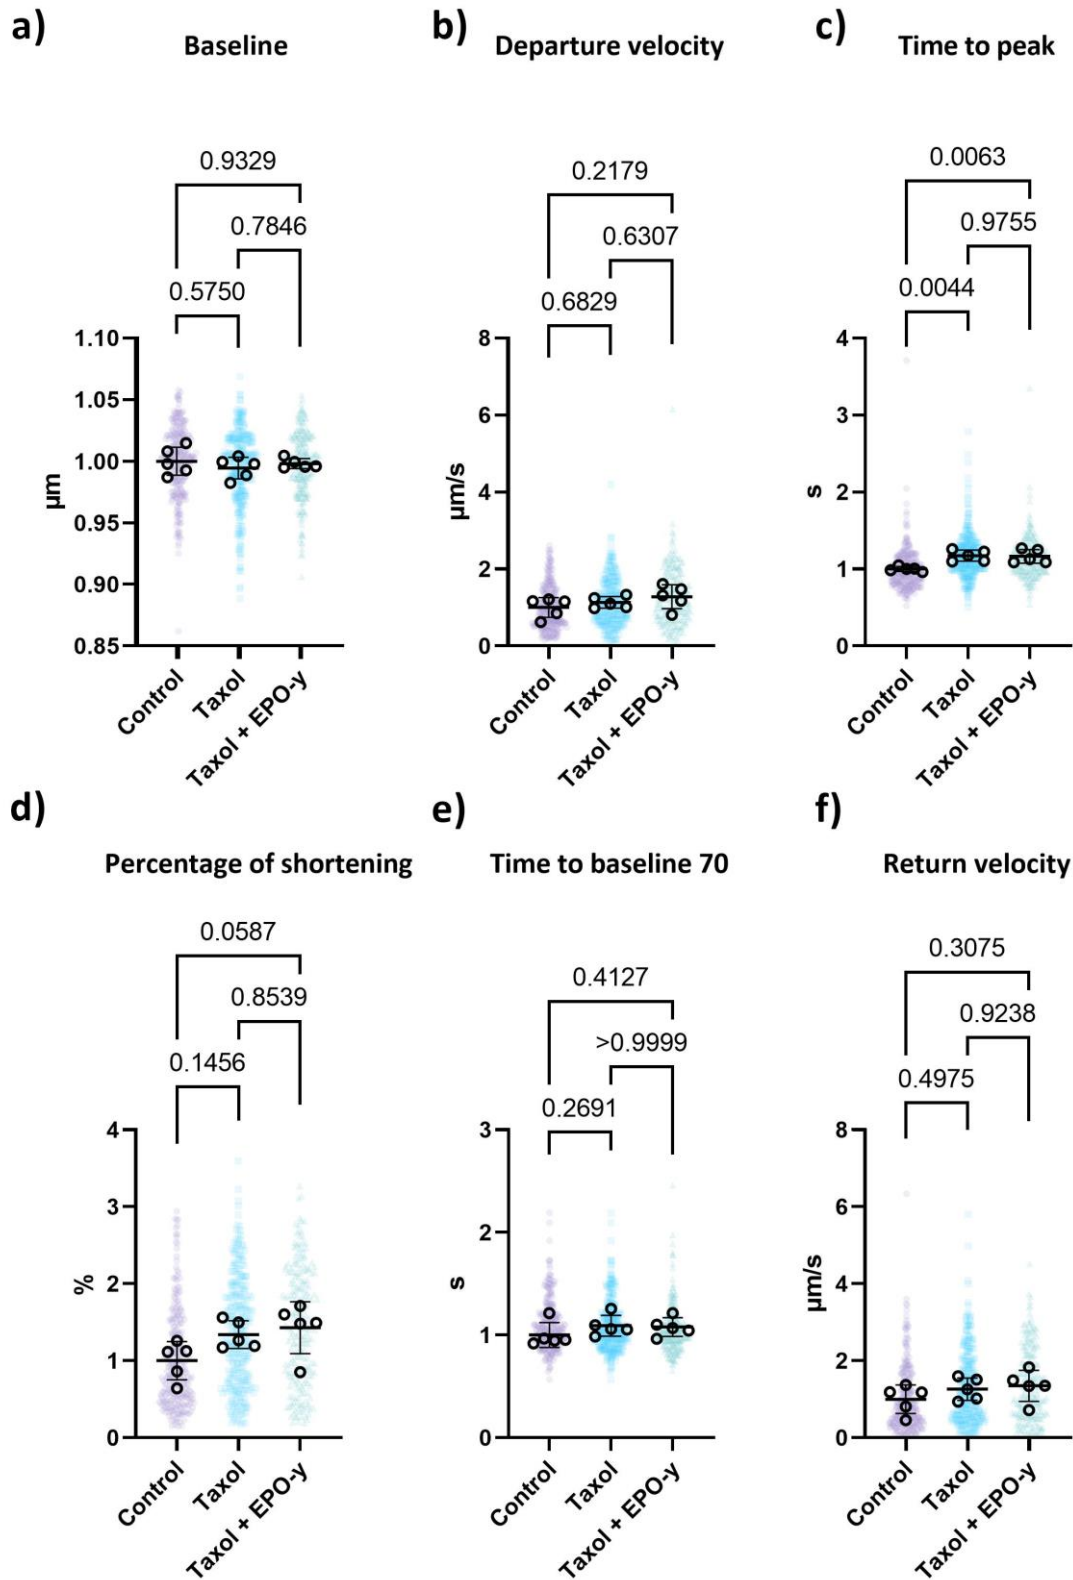 a)
Baseline
0.9329
0.7846
0.5750
1.10
1.05
1.00
0.95
0.90
0.85
µm
Control
Taxol
Taxol + EPO-y
b)
Departure velocity
0.2179
0.6307
0.6829
8
6
4
2
0
µm/s
Control
Taxol
Taxol + EPO-y
c)
Time to peak
0.0063
0.9755
0.0044
4
3
2
1
0
s
Control
Taxol
Taxol + EPO-y
d)
Percentage of shortening
0.0587
0.8539
0.1456
4
3
2
1
0
%
Control
Taxol
Taxol + EPO-y
e)
Time to baseline 70
0.4127
>0.9999
0.2691
3
2
1
0
s
Control
Taxol
Taxol + EPO-y
f)
Return velocity
0.3075
0.9238
0.4975
8
6
4
2
0
µm/s
Control
Taxol
Taxol + EPO-y